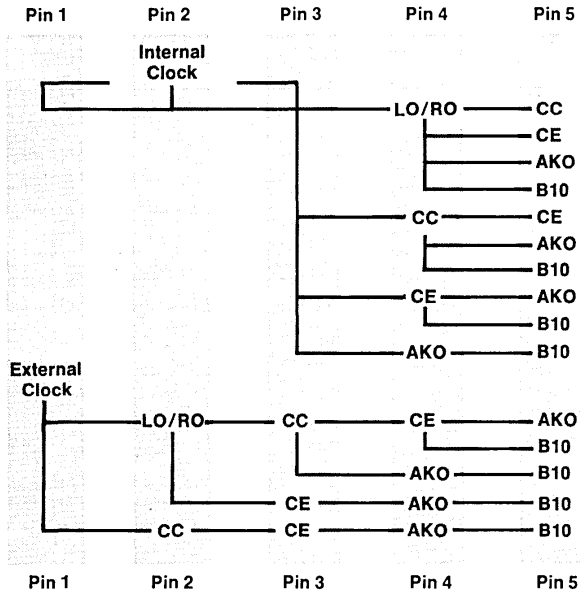 Pin 1 Pin 2 Pin 3 Pin 4 Pin 5
Internal
Clock
LO/RO CC
CE
AKO
B10
CC CE
AKO
B10
CE AKO
B10
AKO B10
External
Clock
LO/RO CC CE AKO
B10
AKO B10
CE AKO B10
CC CE AKO B10
Pin 1 Pin 2 Pin 3 Pin 4 Pin 5